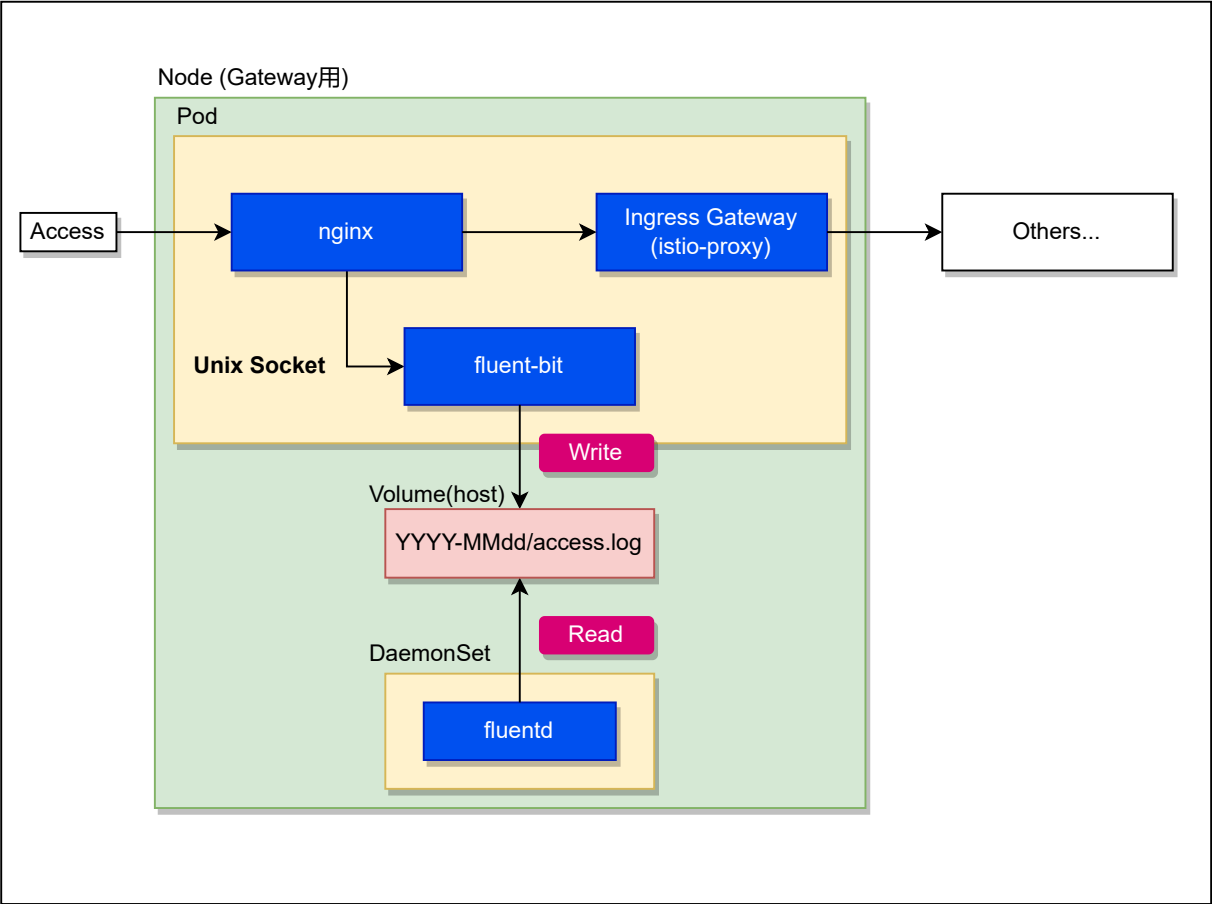 Node (Gateway用)
Pod
Access
nginx
Ingress Gateway
(istio-proxy)
Others...
Unix Socket
fluent-bit
Write
Volume(host)
YYYY-MMdd/access.log
Read
DaemonSet
fluentd